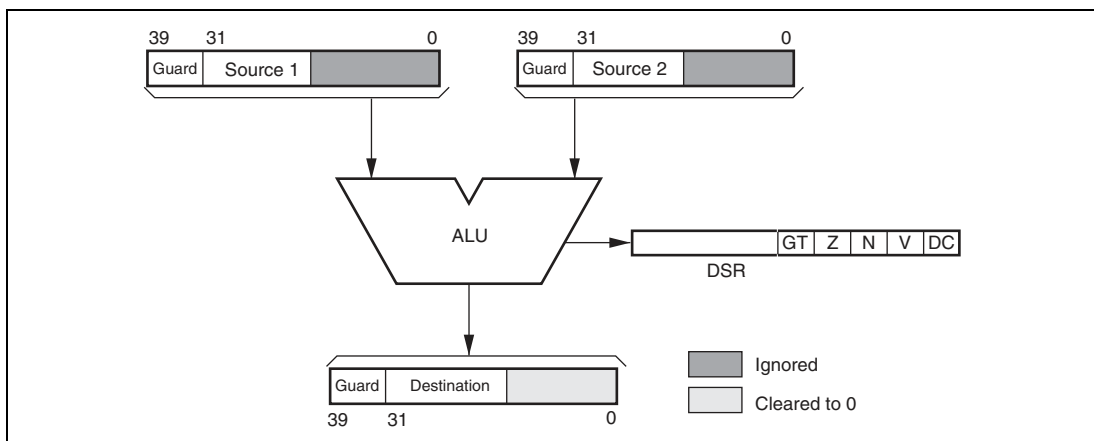 39 31 0
Guard Source 1
39 31 0
Guard Source 2
ALU
GT Z N V DC
DSR
Guard Destination
39 31 0
Ignored
Cleared to 0